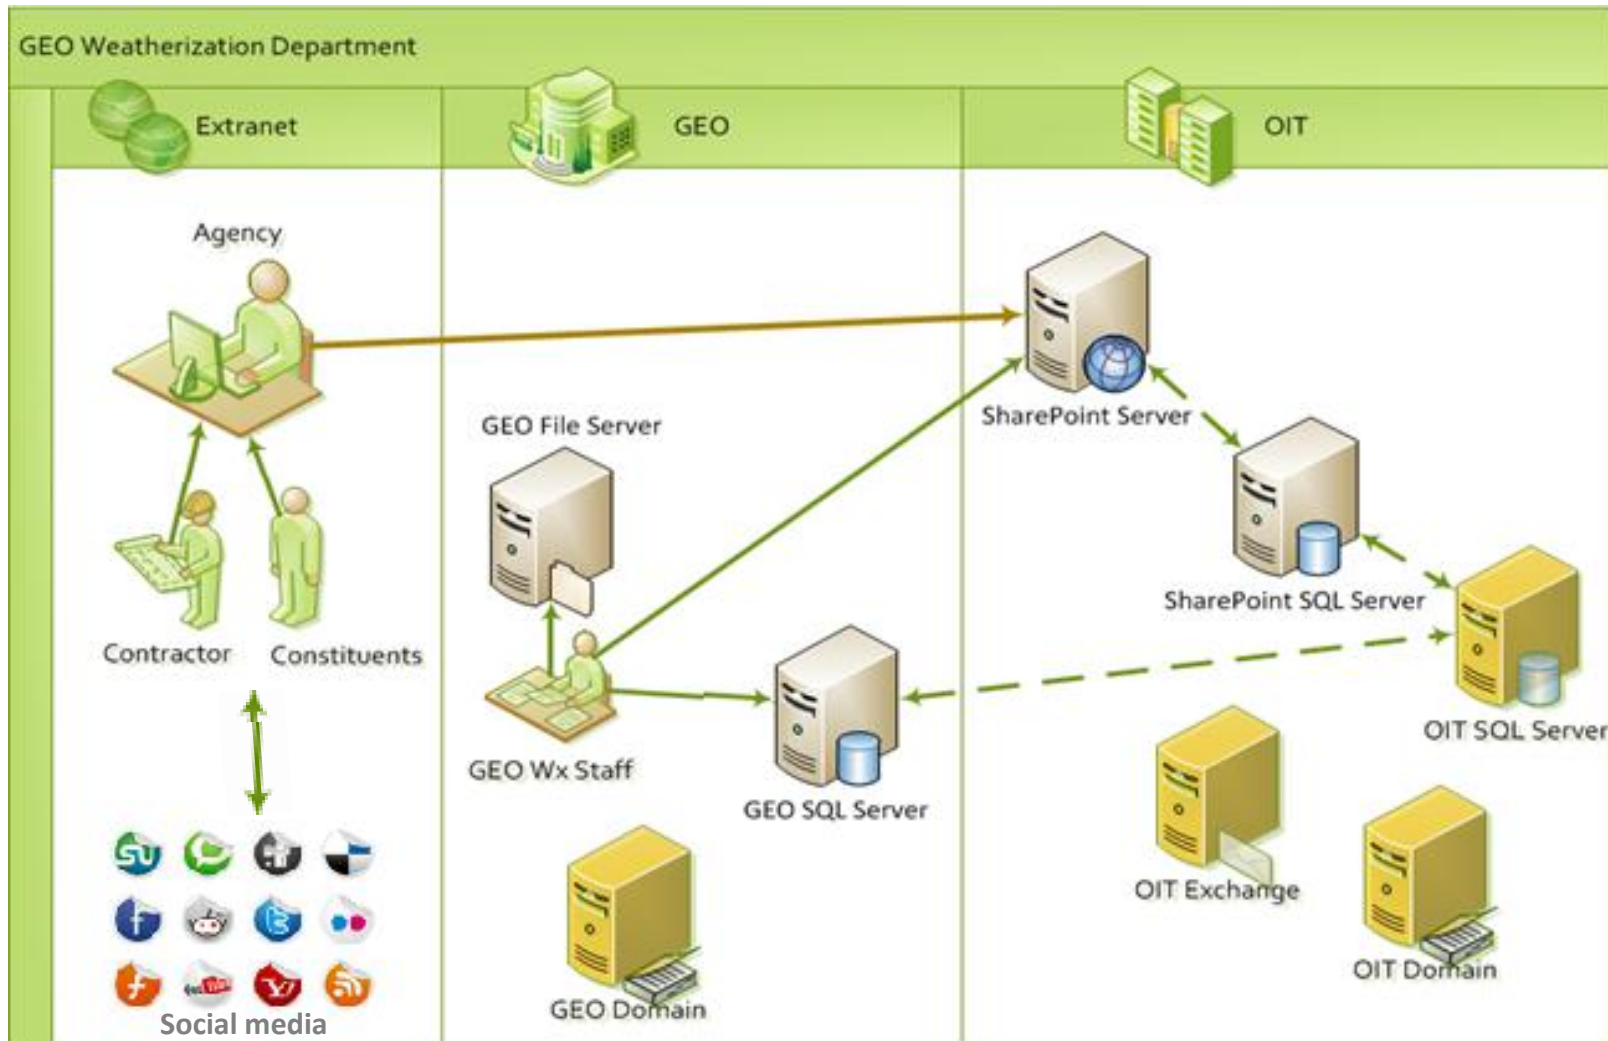 GEO Weatherization Department
Extranet
GEO
OIT
Agency
SharePoint Server
GEO File Server
SharePoint SQL Server
Contractor
Constituents
OIT SQL Server
GEO Wx Staff
GEO SQL Server
OIT Exchange
OIT Domain
GEO Domain
Social media